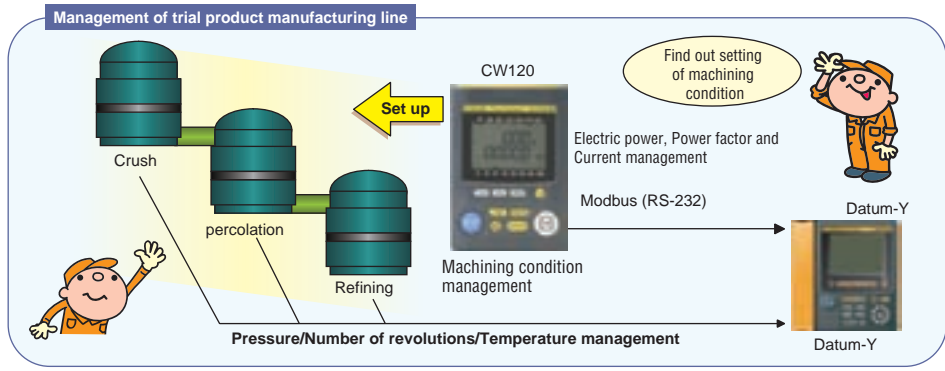 Management of trial product manufacturing line
CW120
Find out setting
of machining
condition
Set up
Electric power, Power factor and
Current management
Crush
Modbus (RS-232)
Datum-Y
percolation
Machining condition
management
Refining
Pressure/Number of revolutions/Temperature management
Datum-Y